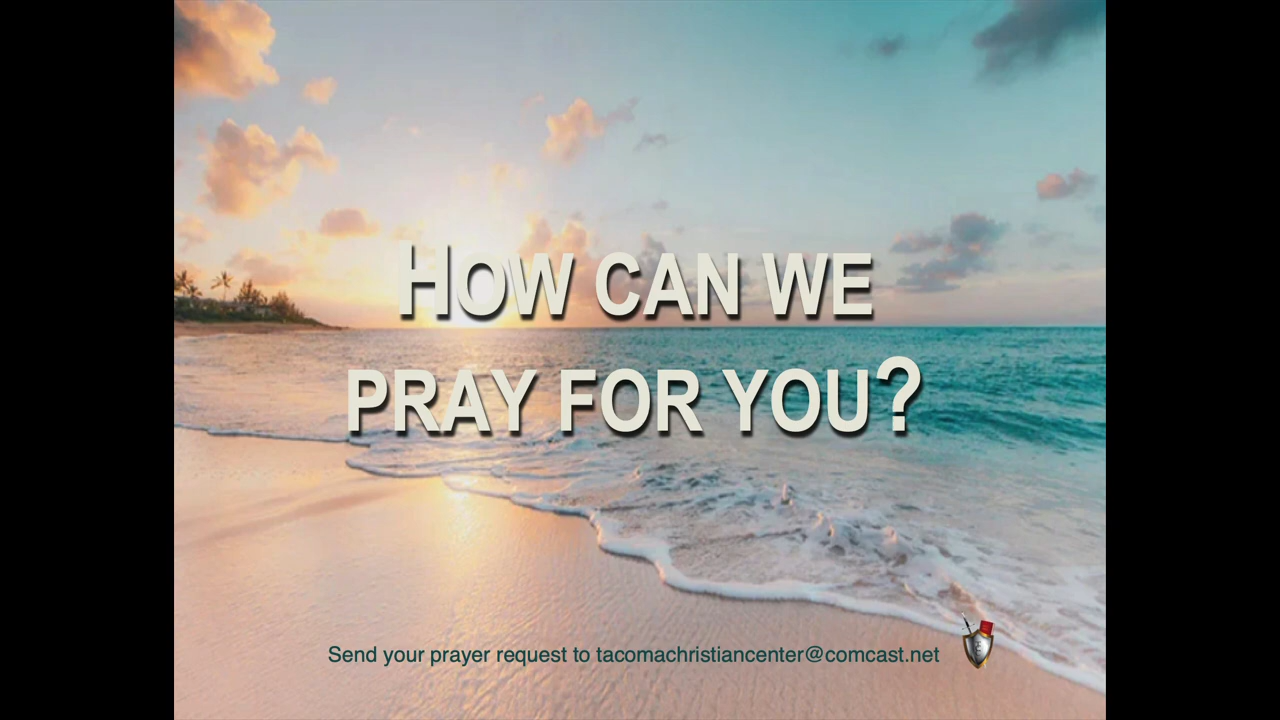 How can we
pray for you?
Send your prayer request to tacomachristiancenter@comcast.net